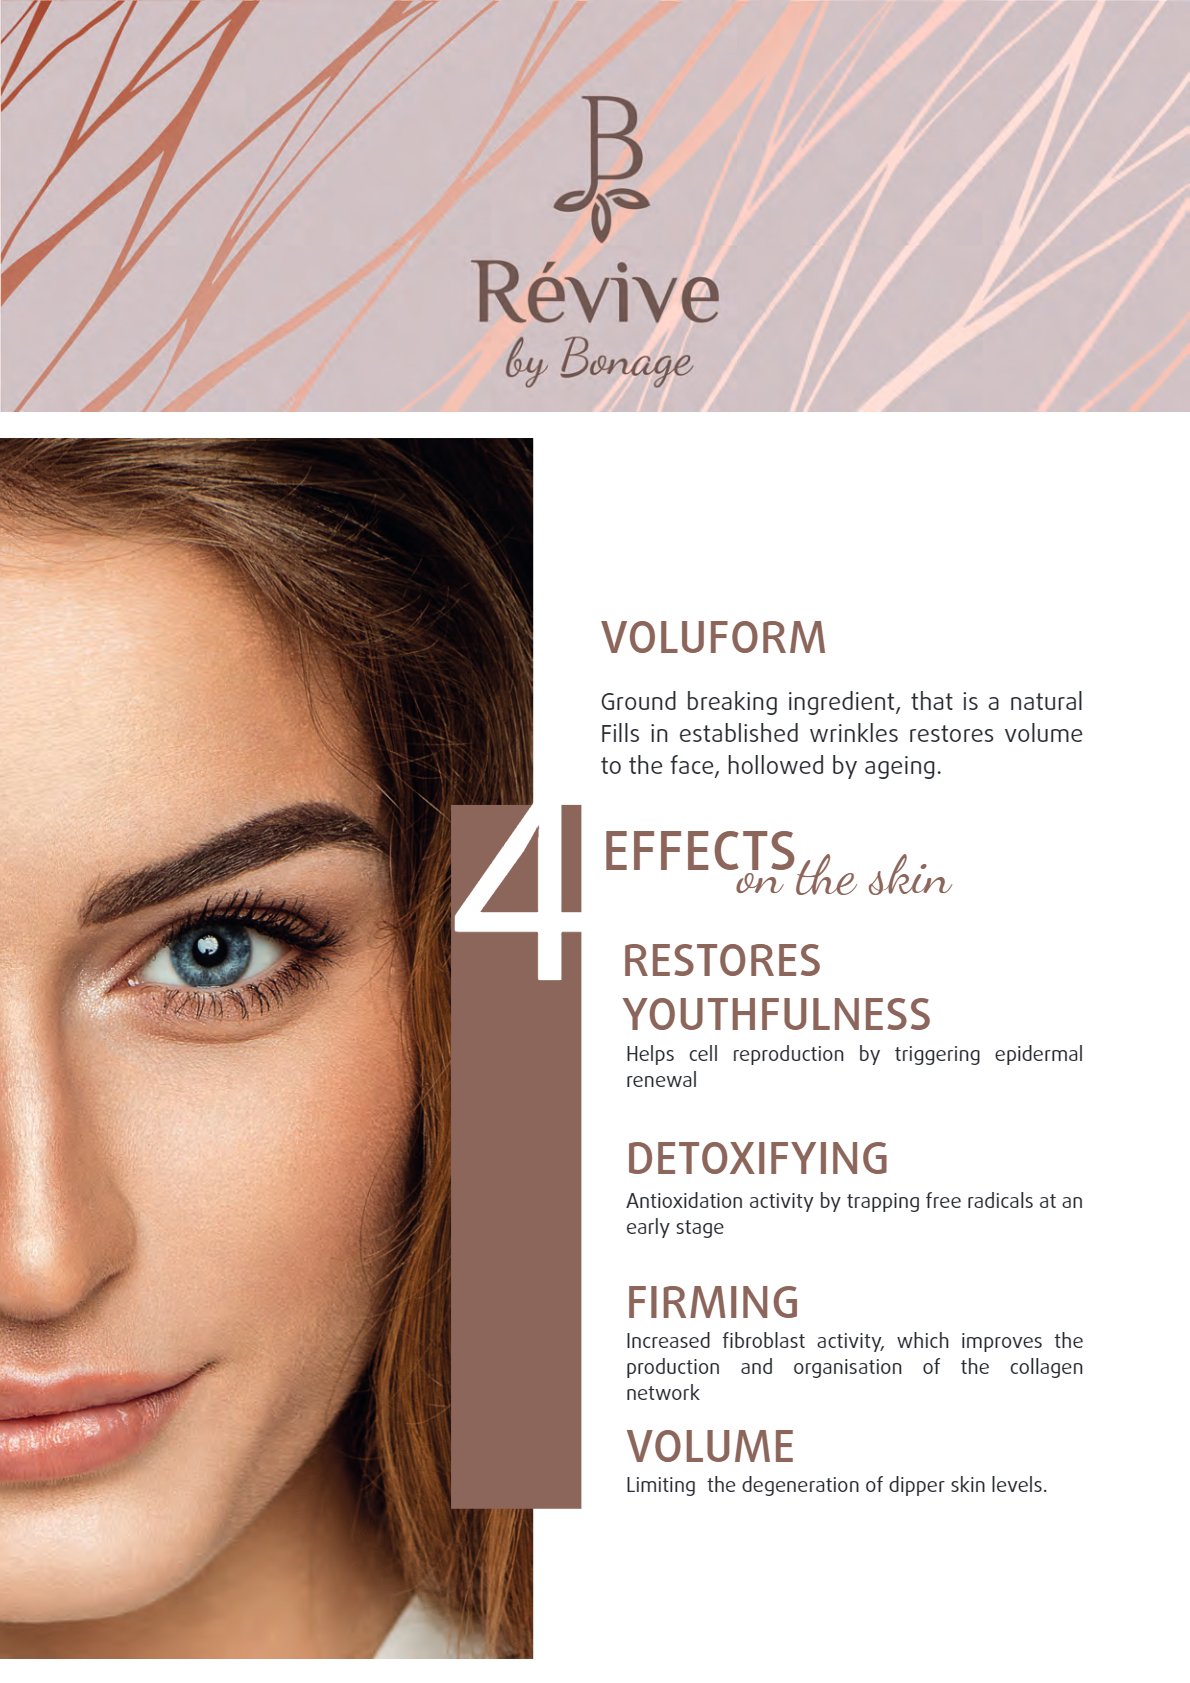 B
Révive
by Bonage
VOLUFORM
Ground breaking ingredient, that is a natural
Fills in established wrinkles restores volume
to the face, hollowed by ageing.
4 EFFECTS
on the skin
RESTORES
YOUTHFULNESS
Helps cell reproduction by triggering epidermal
renewal
DETOXIFYING
Antioxidation activity by trapping free radicals at an
early stage
FIRMING
Increased fibroblast activity, which improves the
production and organisation of the collagen
network
VOLUME
Limiting the degeneration of dipper skin levels.